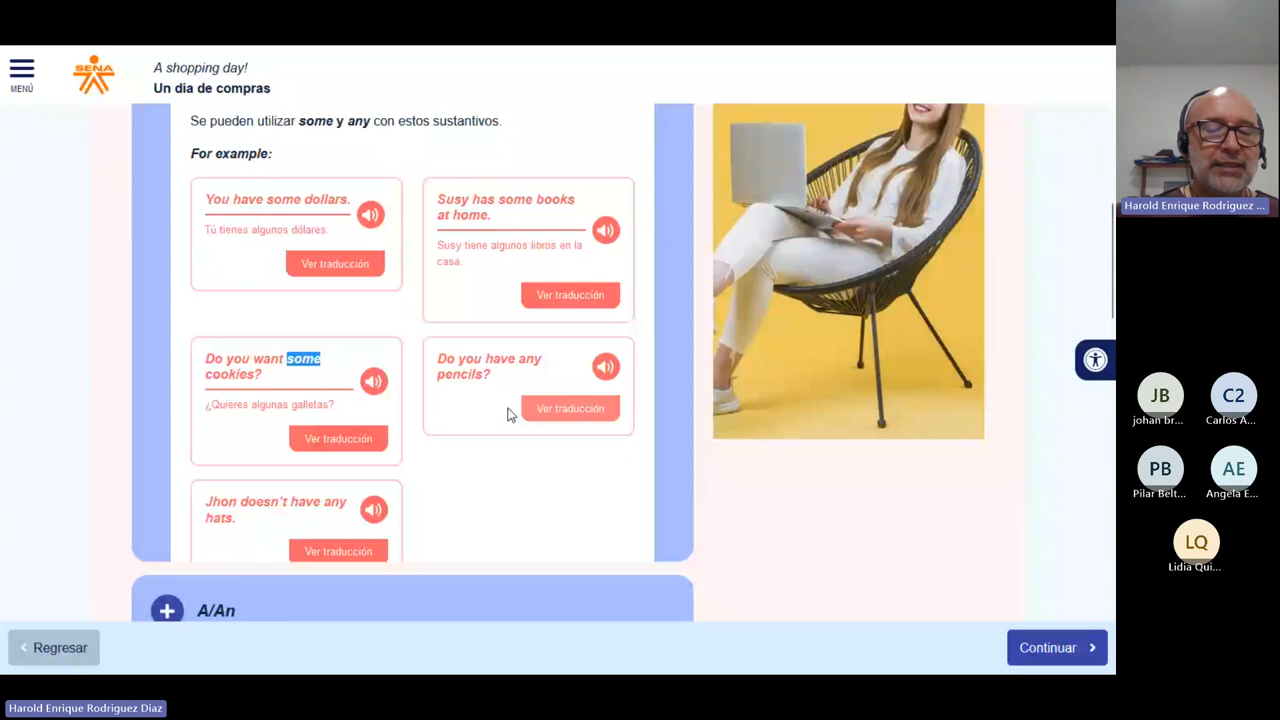 MENÚ
SENA
A shopping day!
Un dia de compras
Se pueden utilizar some y any con estos sustantivos.
For example:
You have some dollars.
Tú tienes algunos dólares.
Ver traducción
Susy has some books
at home.
Susy tiene algunos libros en la
casa.
Ver traducción
Do you want some
cookies?
¿Quieres algunas galletas?
Ver traducción
Do you have any
pencils?
Ver traducción
Jhon doesn't have any
hats.
Ver traducción
A/An
Regresar
Continuar
Harold Enrique Rodriguez ...
JB
johan br...
C2
Carlos A...
PB
Pilar Belt...
AE
Angela E...
LQ
Lidia Qui...
Harold Enrique Rodriguez Diaz